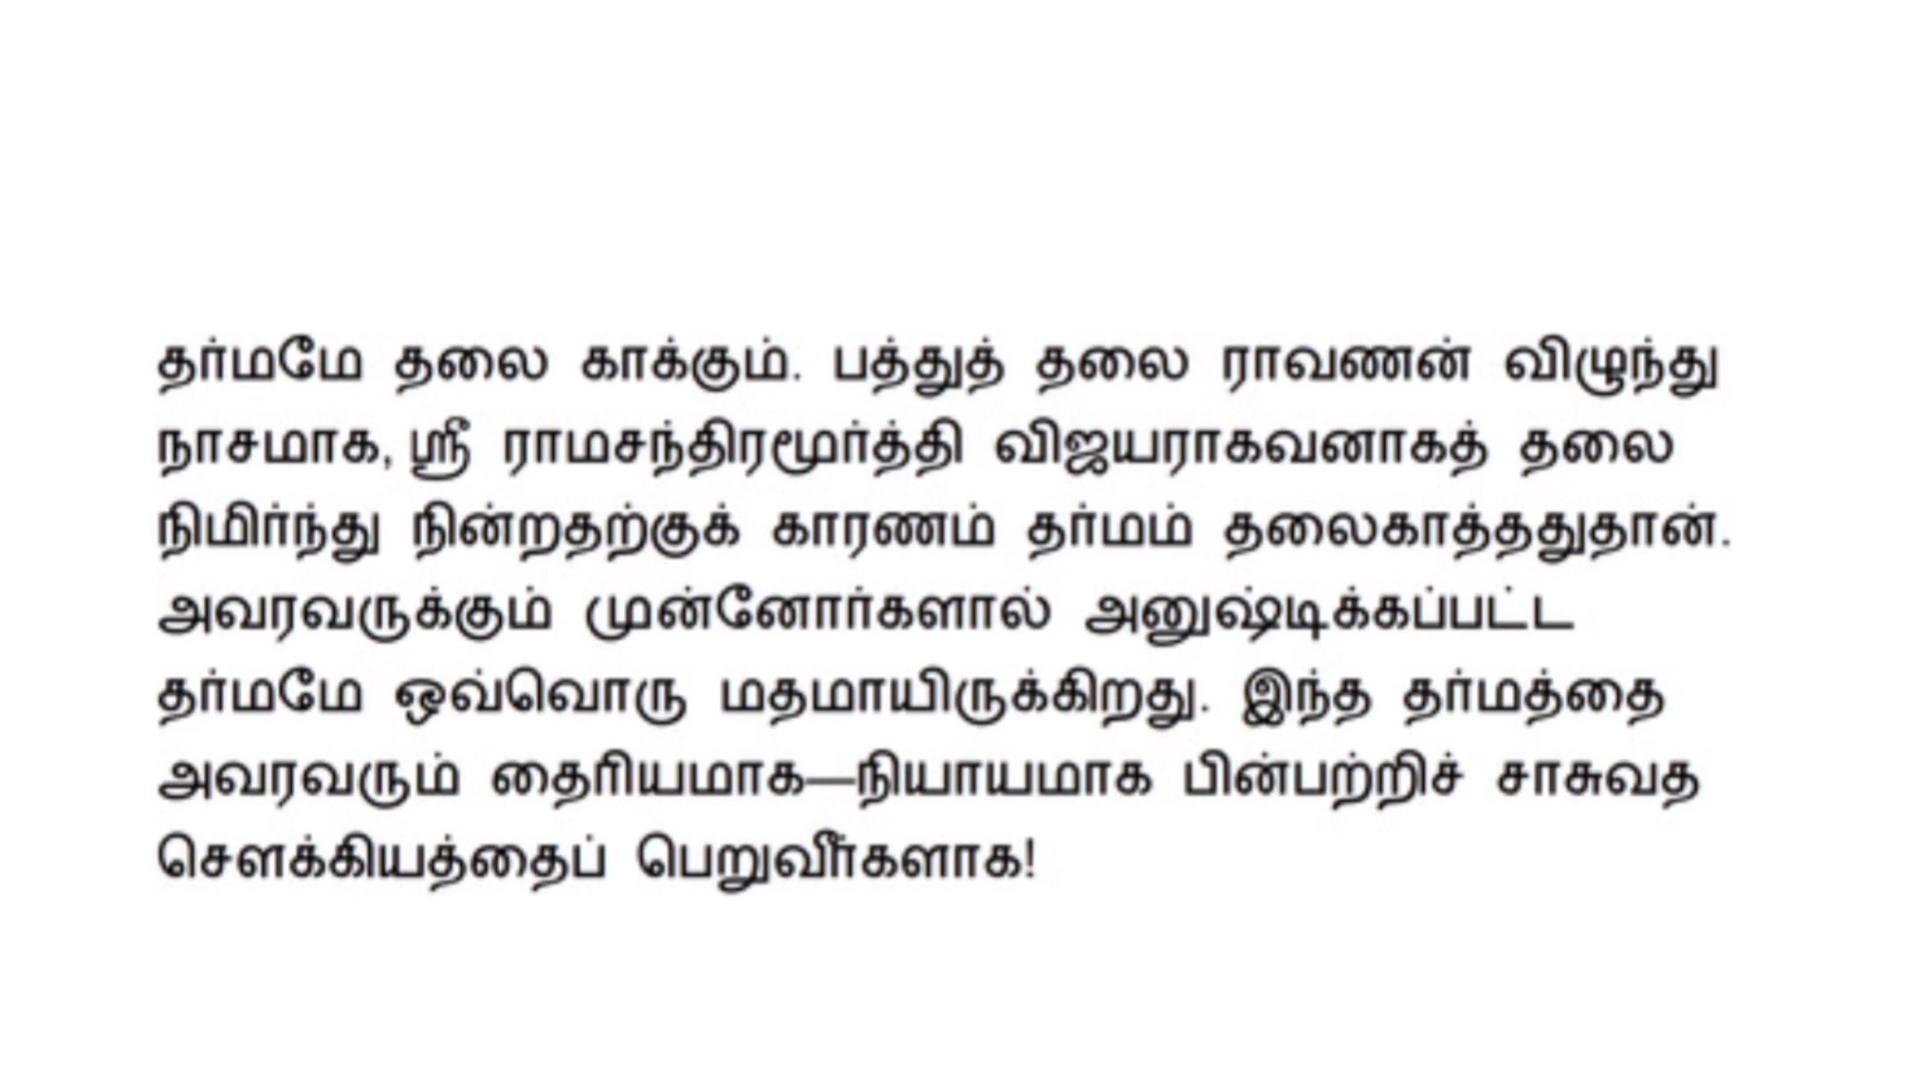 தர்மமே தலை காக்கும். பத்துத் தலை ராவணன் விழுந்து
நாசமாக, ஸ்ரீ ராமசந்திரமூர்த்தி விஜயராகவனாகத் தலை
நிமிர்ந்து நின்றதற்குக் காரணம் தர்மம் தலைகாத்ததுதான்.
அவரவருக்கும் முன்னோர்களால் அனுஷ்டிக்கப்பட்ட
தர்மமே ஒவ்வொரு மதமாயிருக்கிறது. இந்த தர்மத்தை
அவரவரும் தைரியமாக—நியாயமாக பின்பற்றிச் சாசுவத
சௌக்கியத்தைப் பெறுவீர்களாக!